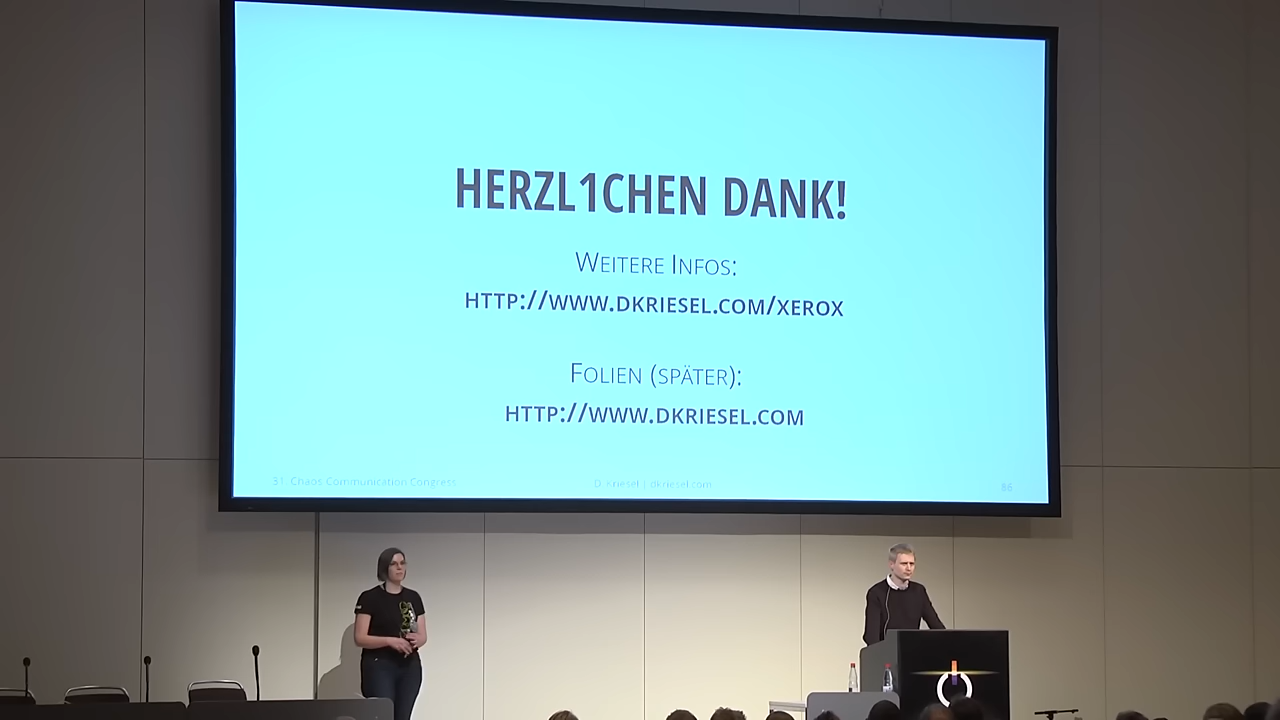 HERZL1CHEN DANK!
WEITERE INFOS:
HTTP://WWW.DKRIESEL.COM/XEROX
FOLIEN (SPÄTER):
HTTP://WWW.DKRIESEL.COM
31. Chaos Communication Congress
D. Kriesel | dkriesel.com